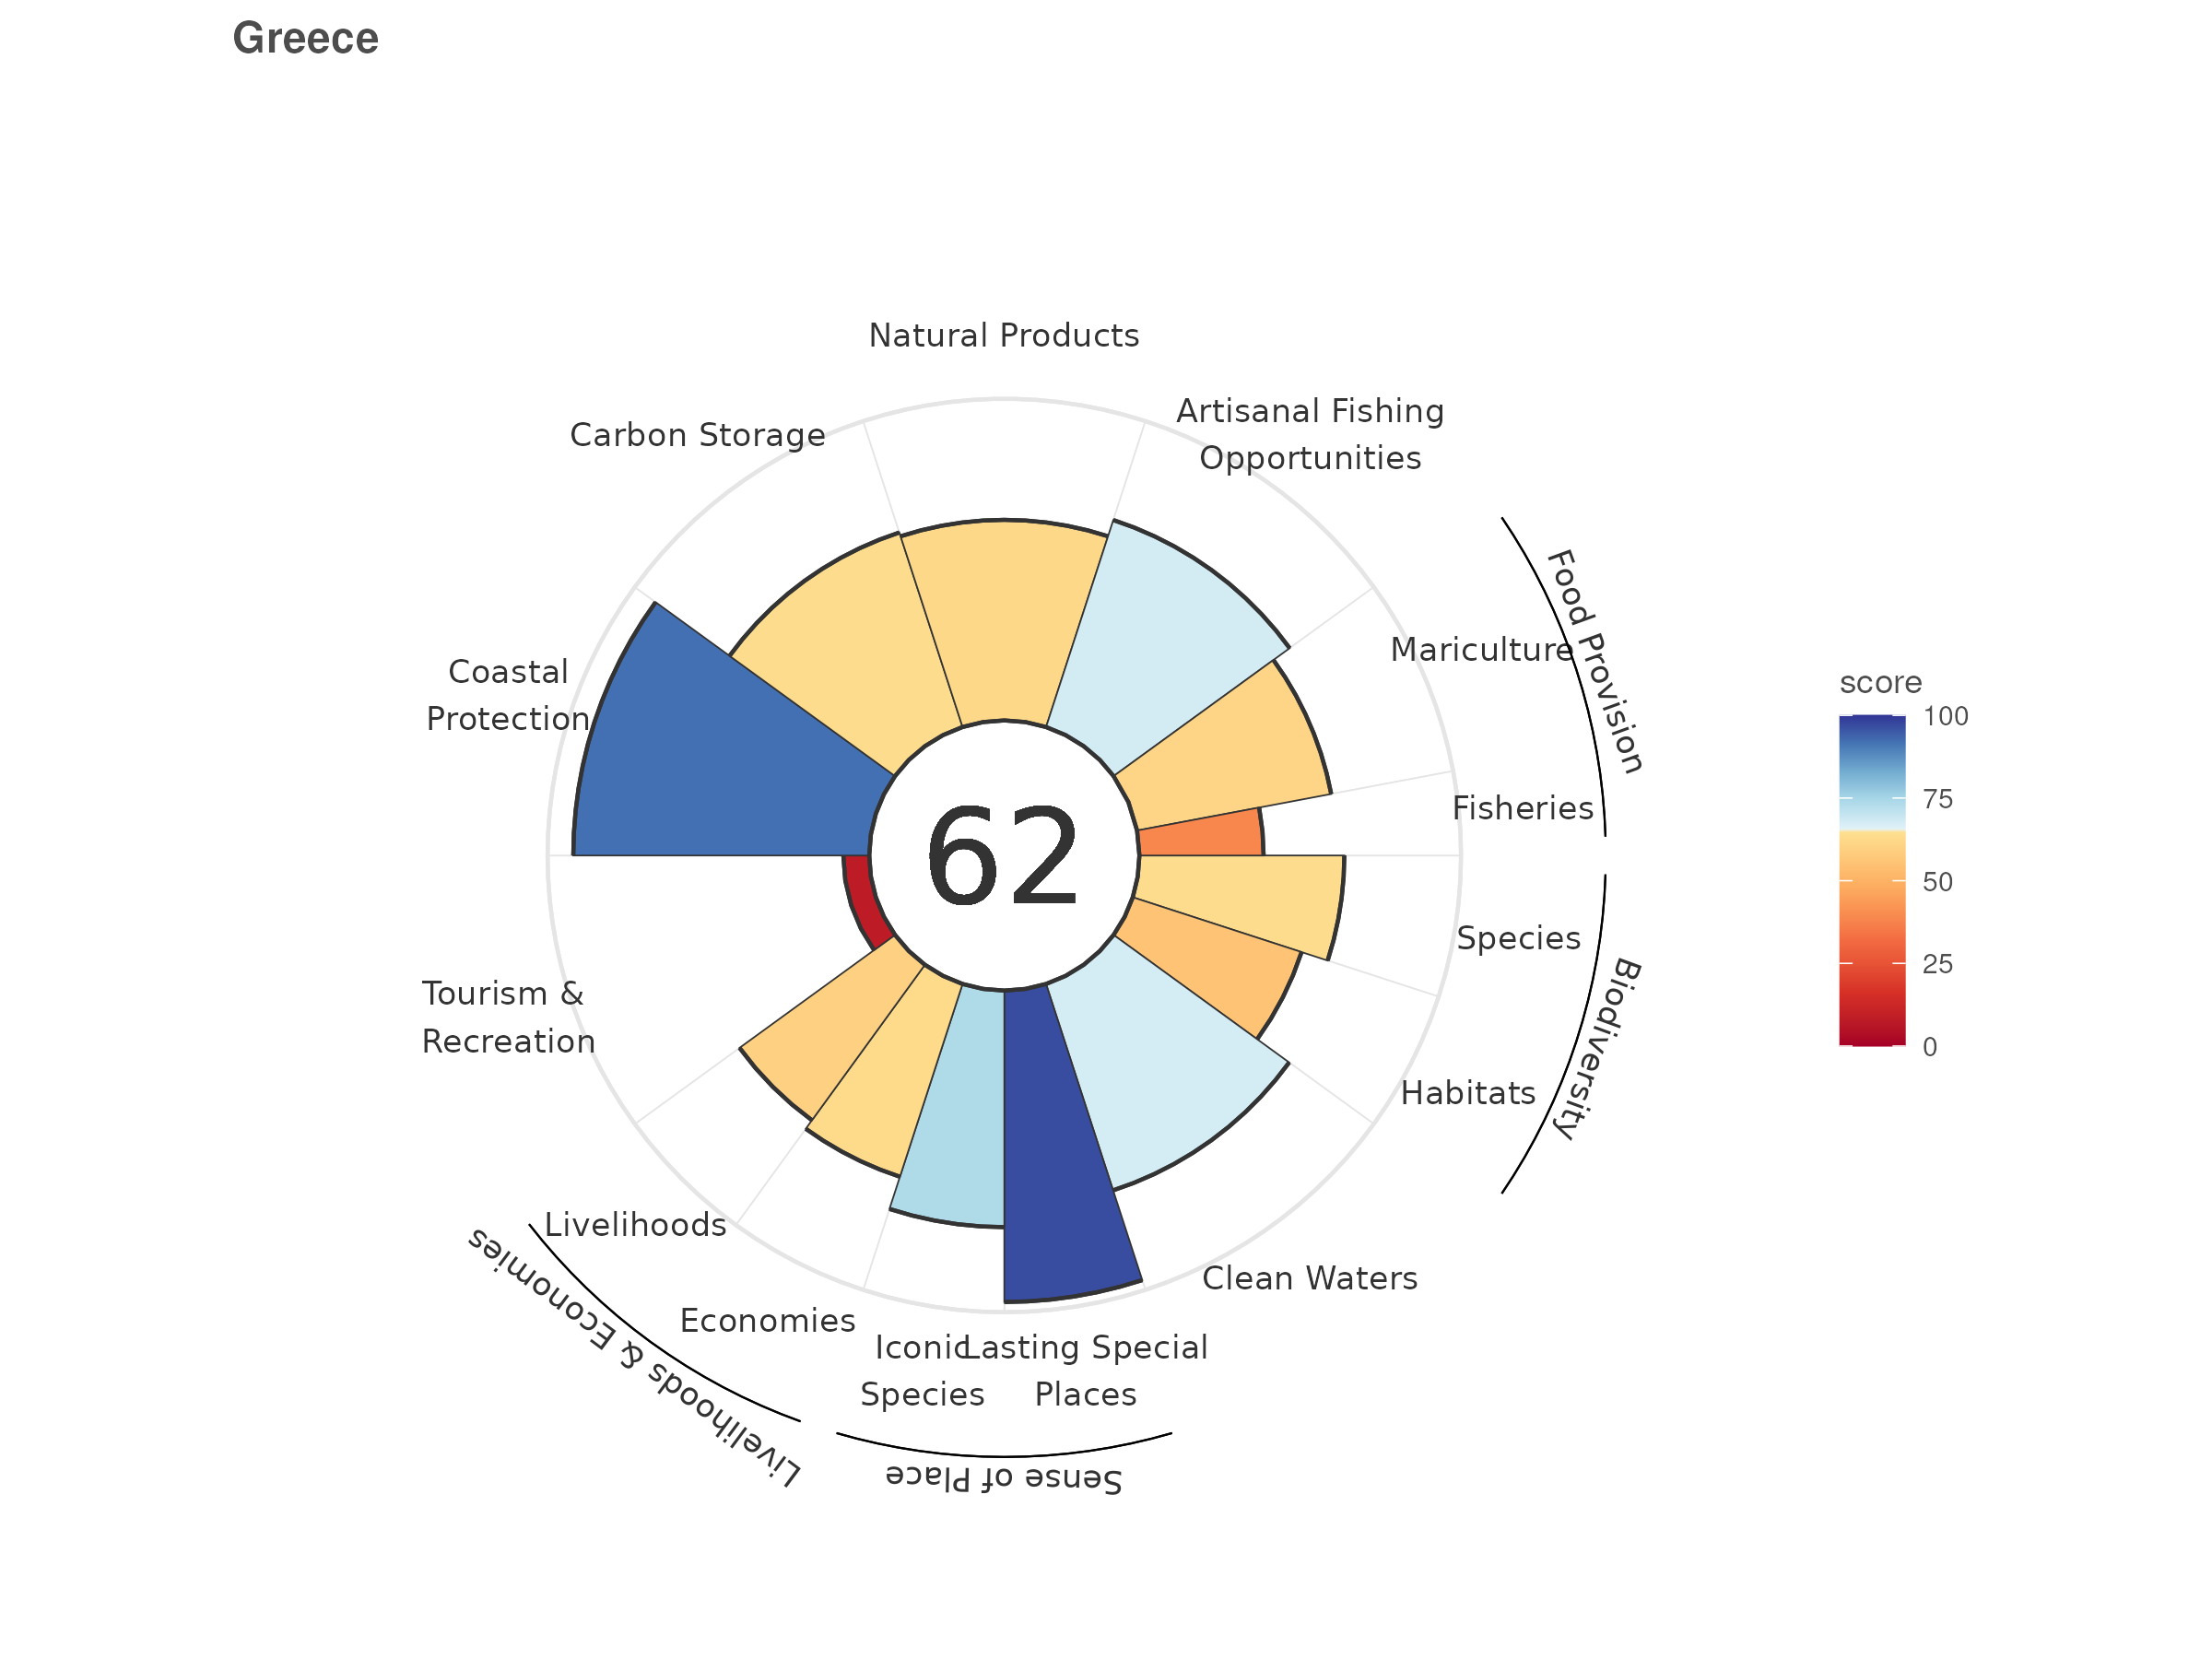 Greece
Natural Products
Artisanal Fishing
Opportunities
Carbon Storage
Food Provision
Mariculture
Coastal
Protection
Fisheries
62
Species
Biodiversity
Tourism &
Recreation
Habitats
Livelihoods
Livelihoods & Economies
Clean Waters
Economies
Iconic
Species
Lasting Special
Places
Sense of Place
score
100
75
50
25
0